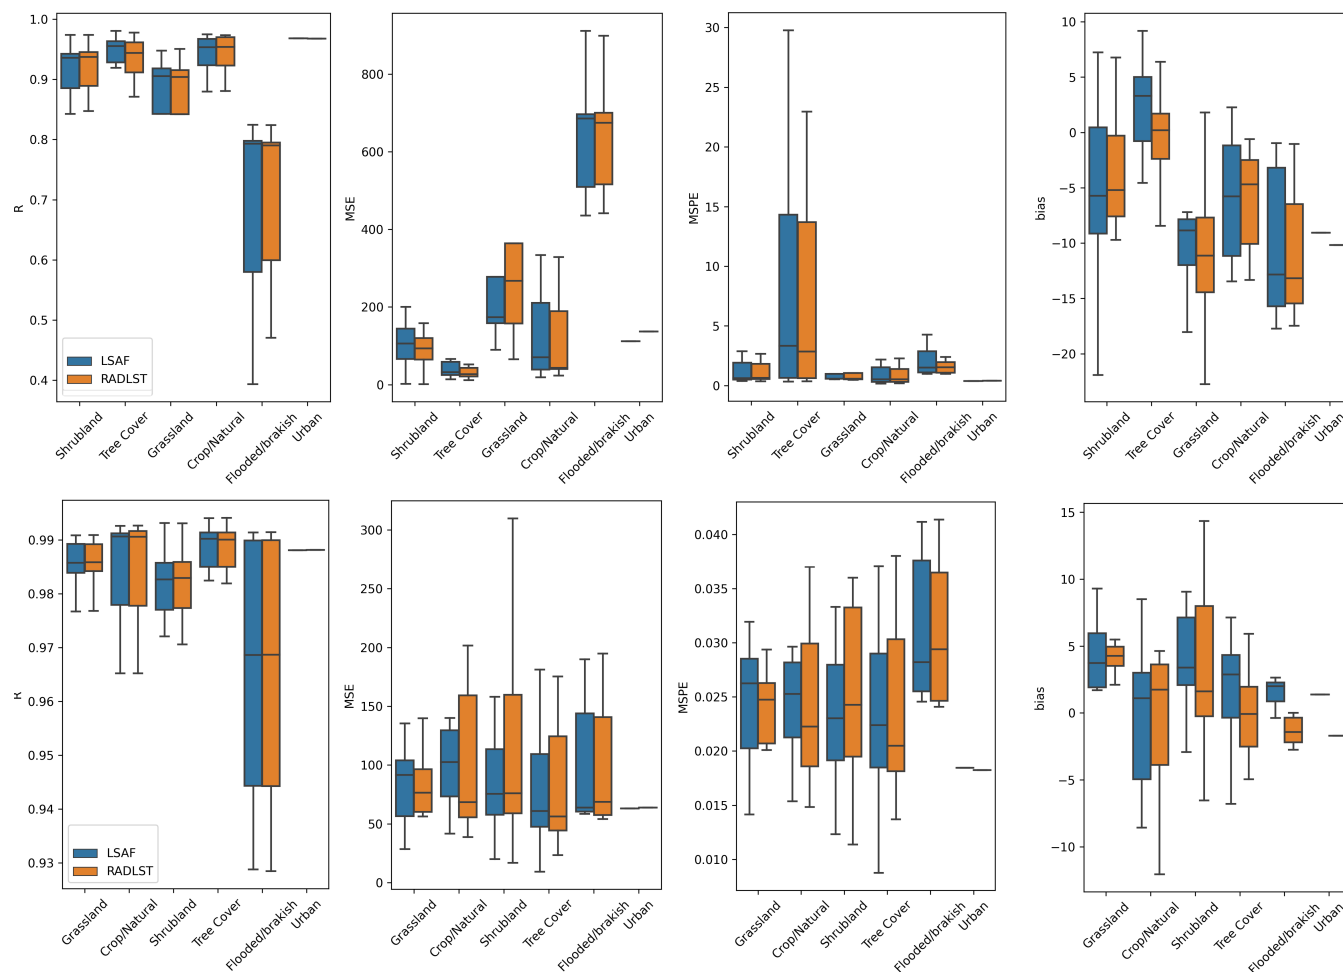 1.0
0.9
0.8
0.7
0.6
0.5
0.4
R
LSAF
RADLST
Shrubland
Tree Cover
Grassland
Crop/Natural
Flooded/brakish
Urban
800
600
400
200
0
MSE
Shrubland
Tree Cover
Grassland
Crop/Natural
Flooded/brakish
Urban
30
25
20
15
10
5
0
MSPE
Shrubland
Tree Cover
Grassland
Crop/Natural
Flooded/brakish
Urban
10
5
0
−5
−10
−15
−20
bias
Shrubland
Tree Cover
Grassland
Crop/Natural
Flooded/brakish
Urban
0.99
0.98
0.97
0.96
0.95
0.94
0.93
R
LSAF
RADLST
Grassland
Crop/Natural
Shrubland
Tree Cover
Flooded/brakish
Urban
300
250
200
150
100
50
0
MSE
Grassland
Crop/Natural
Shrubland
Tree Cover
Flooded/brakish
Urban
0.040
0.035
0.030
0.025
0.020
0.015
0.010
MSPE
Grassland
Crop/Natural
Shrubland
Tree Cover
Flooded/brakish
Urban
15
10
5
0
−5
−10
bias
Grassland
Crop/Natural
Shrubland
Tree Cover
Flooded/brakish
Urban